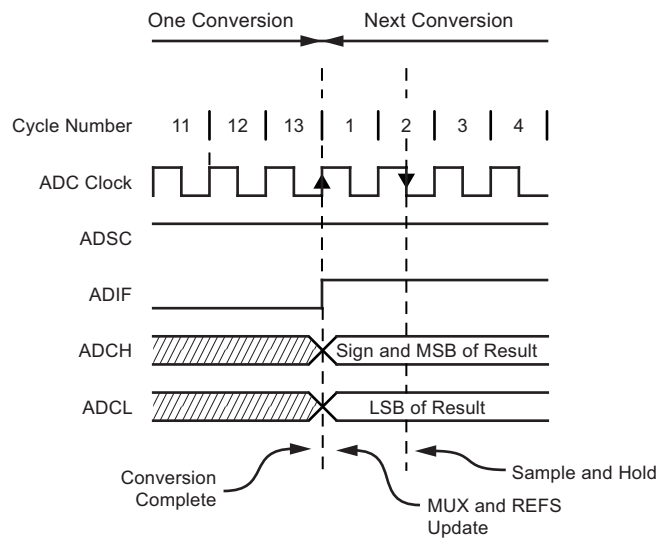 One Conversion Next Conversion
Cycle Number 11 12 13 1 2 3 4
ADC Clock
ADSC
ADIF
ADCH Sign and MSB of Result
ADCL LSB of Result
Conversion
Complete
Sample and Hold
MUX and REFS
Update